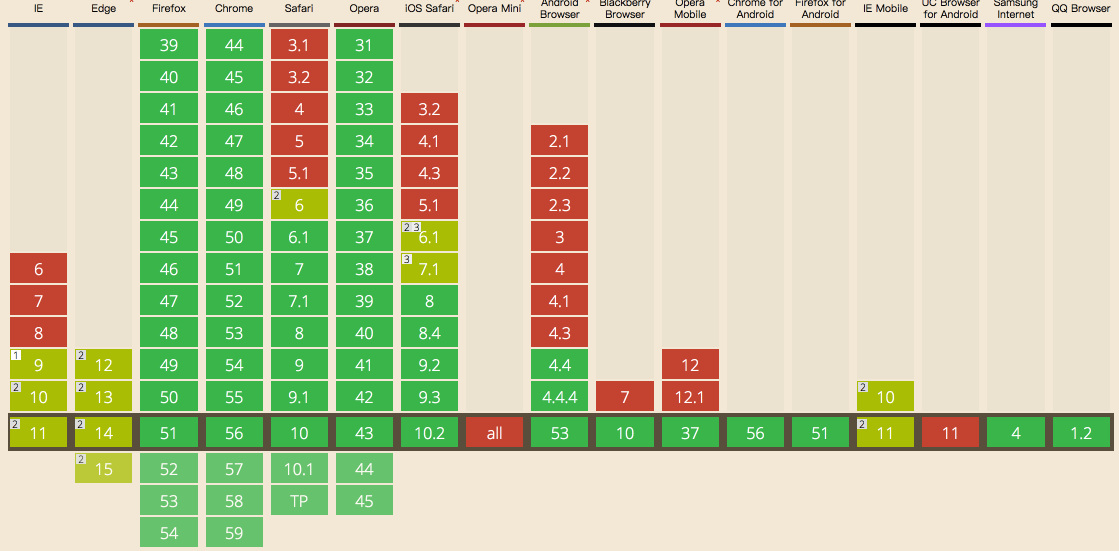 IE Edge Firefox Chrome Safari Opera iOS Safari Opera Mini Android Browser Blackberry Browser Opera Mobile Chrome for Android Firefox for Android IE Mobile UC Browser for Android Samsung Internet QQ Browser
39 44 3.1 31
40 45 3.2 32
41 46 4 33 3.2
42 47 5 34 4.1 2.1
43 48 5.1 35 4.3 2.2
44 49 2 6 36 5.1 2.3
45 50 6.1 37 2 3 6.1 3
6 46 51 7 38 3 7.1 4
7 47 52 7.1 39 8 4.1
8 48 53 8 40 8.4 4.3
1 9 2 12 49 54 9 41 9.2 4.4 12
2 10 2 13 50 55 9.1 42 9.3 4.4.4 7 12.1 2 10
2 11 2 14 51 56 10 43 10.2 all 53 10 37 56 51 2 11 11 4 1.2
2 15 52 57 10.1 44
53 58 TP 45
54 59